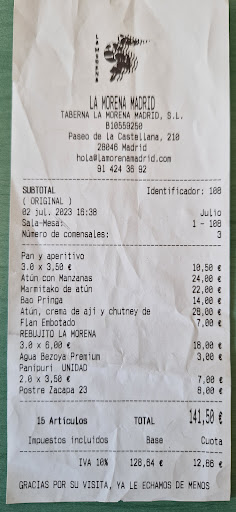 LA MORENA
LA MORENA MADRID
TABERNA LA MORENA MADRID, S.L.
B10559250
Paseo de la Castellana, 210
28046 Madrid
hola@lamorenamadrid.com
91 424 36 92
SUBTOTAL Identificador: 108
( ORIGINAL )
02 jul. 2023 16:38 Julio
Sala-Mesa: 1 - 108
Número de comensales: 3
Pan y aperitivo
3.0 x 3,50 € 10,50 €
Atún con Manzanas 24,00 €
Marmitako de atún 22,00 €
Bao Pringa 14,00 €
Atún, crema de ají y chutney de 28,00 €
Flan Embotado 7,00 €
REBUJITO LA MORENA
3.0 x 6,00 € 18,00 €
Agua Bezoya Premium 3,00 €
Panipuri UNIDAD
2.0 x 3,50 € 7,00 €
Postre Zacapa 23 8,00 €
15 Artículos TOTAL 141,50 €
Impuestos incluidos Base Cuota
IVA 10% 128,64 € 12,86 €
GRACIAS POR SU VISITA, YA LE ECHAMOS DE MENOS